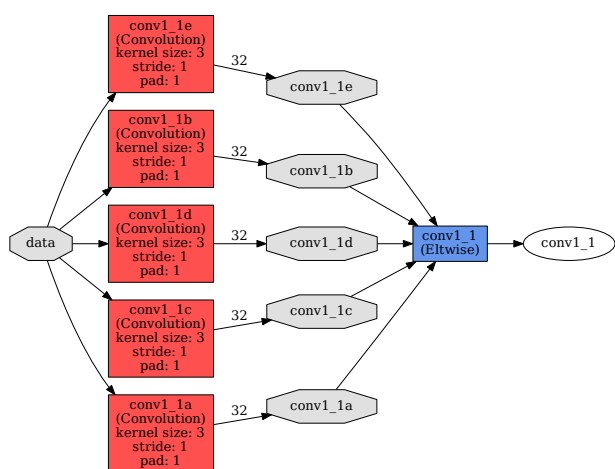 conv1_1e
(Convolution)
kernel size: 3
stride: 1
pad: 1
32
conv1_1e
conv1_1b
(Convolution)
kernel size: 3
stride: 1
pad: 1
32
conv1_1b
data
conv1_1d
(Convolution)
kernel size: 3
stride: 1
pad: 1
32
conv1_1d
conv1_1
(Eltwise)
conv1_1
conv1_1c
(Convolution)
kernel size: 3
stride: 1
pad: 1
32
conv1_1c
conv1_1a
(Convolution)
kernel size: 3
stride: 1
pad: 1
32
conv1_1a